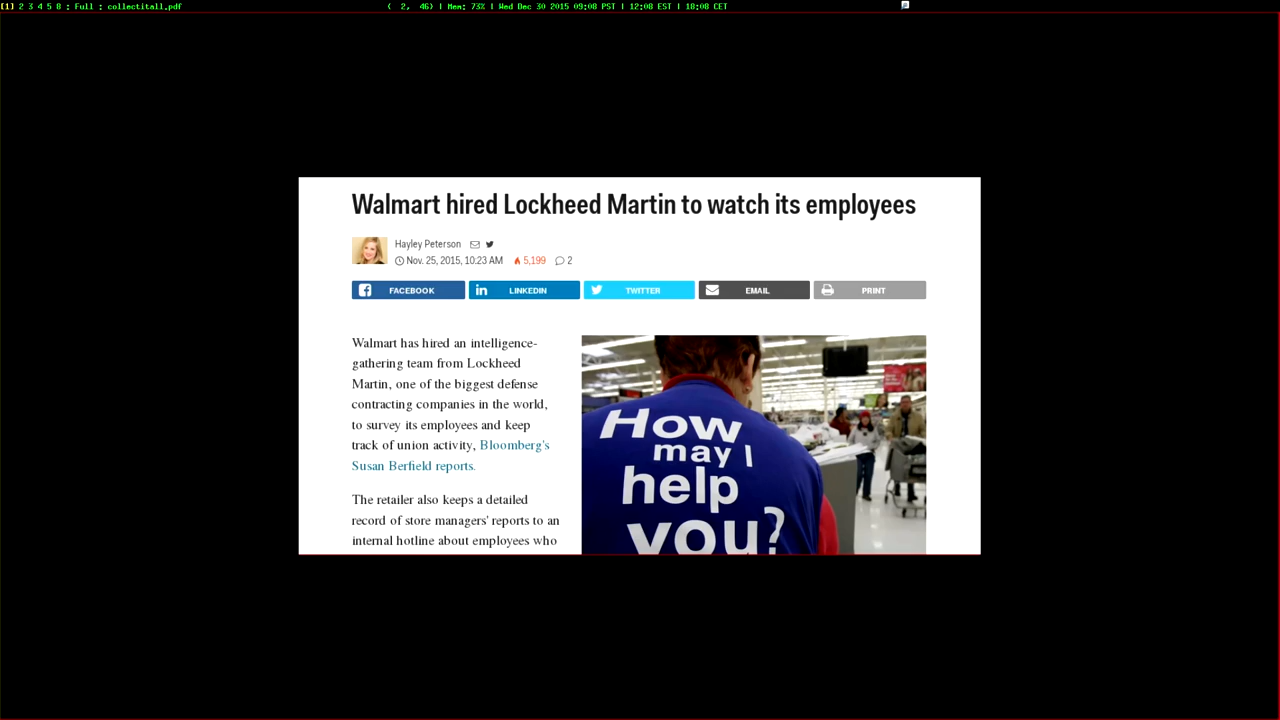 [1] 2 3 4 5 8 : Full : collectitall.pdf ( 2, 46) | Mem: 73% | Wed Dec 30 2015 09:08 PST | 12:08 EST | 18:08 CET
Walmart hired Lockheed Martin to watch its employees
Hayley Peterson
Nov. 25, 2015, 10:23 AM 5,199 2
FACEBOOK LINKEDIN TWITTER EMAIL PRINT
Walmart has hired an intelligence-
gathering team from Lockheed
Martin, one of the biggest defense
contracting companies in the world,
to survey its employees and keep
track of union activity, Bloomberg's
Susan Berfield reports.
The retailer also keeps a detailed
record of store managers' reports to an
internal hotline about employees who
How
may I
help
you?